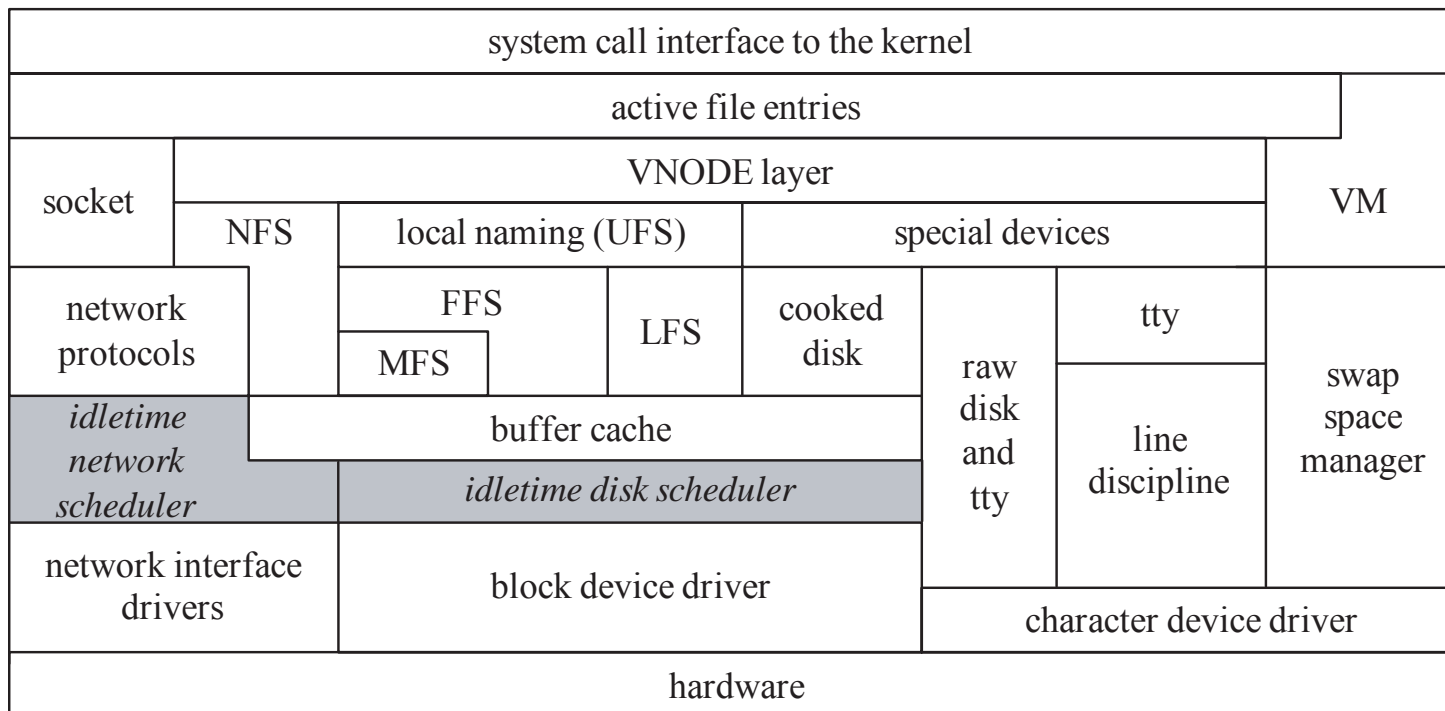 system call interface to the kernel
active file entries
VNODE layer
socket
VM
NFS
local naming (UFS)
special devices
network
protocols
FFS
MFS
LFS
cooked
disk
raw
disk
and
tty
tty
line
discipline
swap
space
manager
idletime
network
scheduler
buffer cache
idletime disk scheduler
network interface
drivers
block device driver
character device driver
hardware